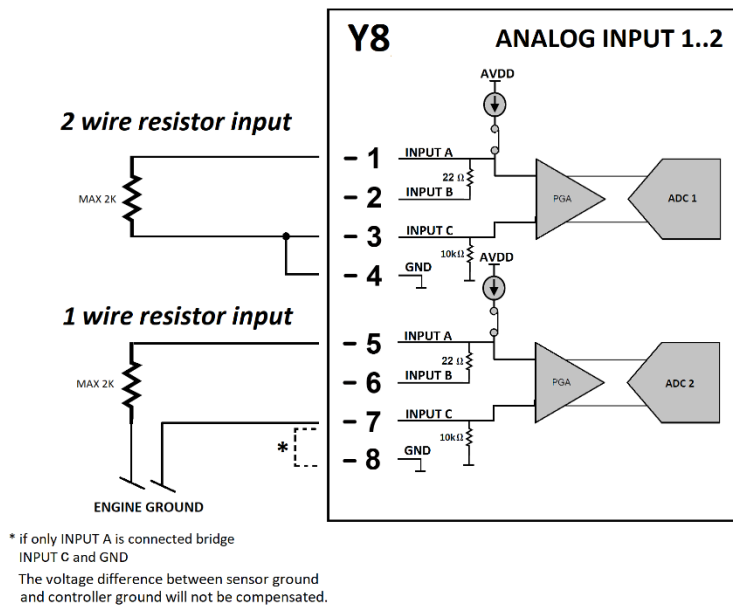 Y8
ANALOG INPUT 1..2
AVDD
2 wire resistor input
- 1 INPUT A
22 Ω
MAX 2K
- 2 INPUT B
PGA
ADC 1
- 3 INPUT C
10kΩ
AVDD
- 4 GND
1 wire resistor input
- 5 INPUT A
22 Ω
MAX 2K
- 6 INPUT B
PGA
ADC 2
- 7 INPUT C
10kΩ
*
- 8 GND
ENGINE GROUND
* if only INPUT A is connected bridge
INPUT C and GND
The voltage difference between sensor ground
and controller ground will not be compensated.